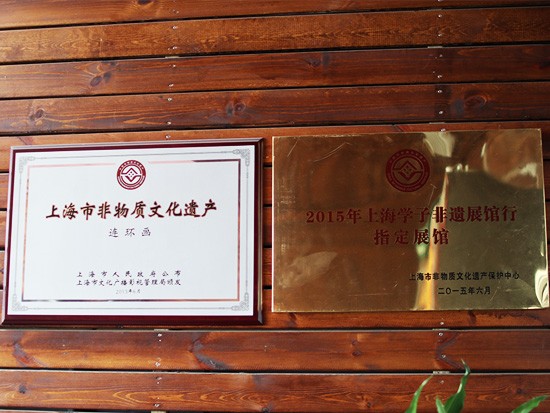 上海市非物质文化遗产
连环画
上海市人民政府公布
上海市文化广播影视管理局颁发
2015年上海学子非遗展馆行
指定展馆
上海市非物质文化遗产保护中心
二〇一五年六月